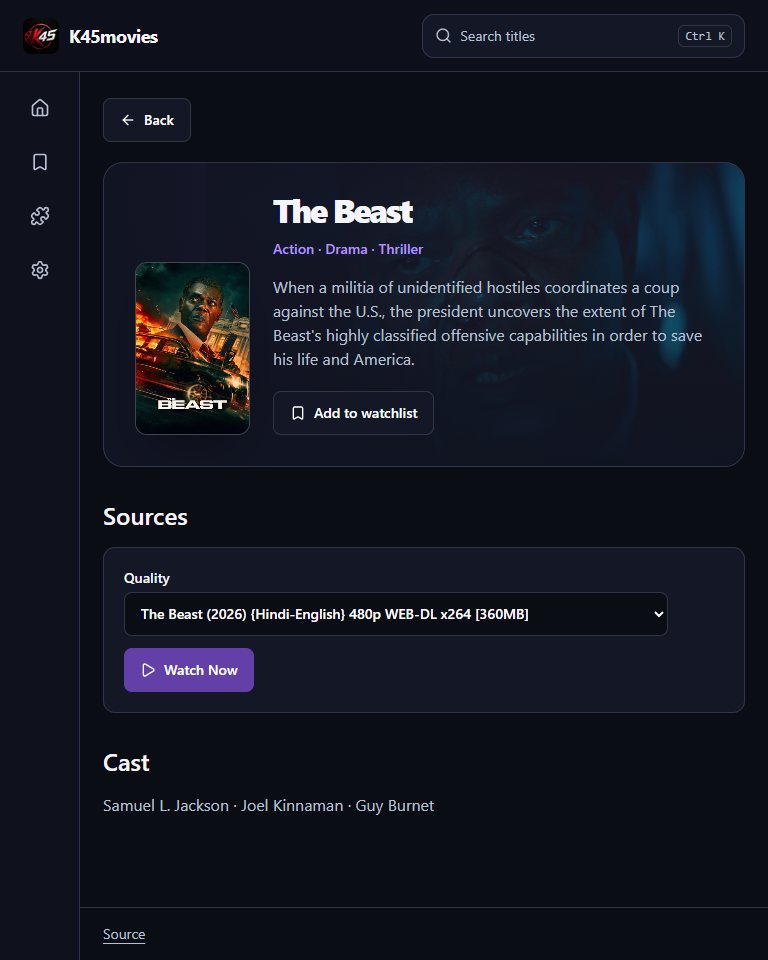 K45
K45movies
Search titles
Ctrl K
Back
The Beast
Action · Drama · Thriller
When a militia of unidentified hostiles coordinates a coup
against the U.S., the president uncovers the extent of The
Beast's highly classified offensive capabilities in order to save
his life and America.
THE
BEAST
Add to watchlist
Sources
Quality
The Beast (2026) {Hindi-English} 480p WEB-DL x264 [360MB]
Watch Now
Cast
Samuel L. Jackson · Joel Kinnaman · Guy Burnet
Source